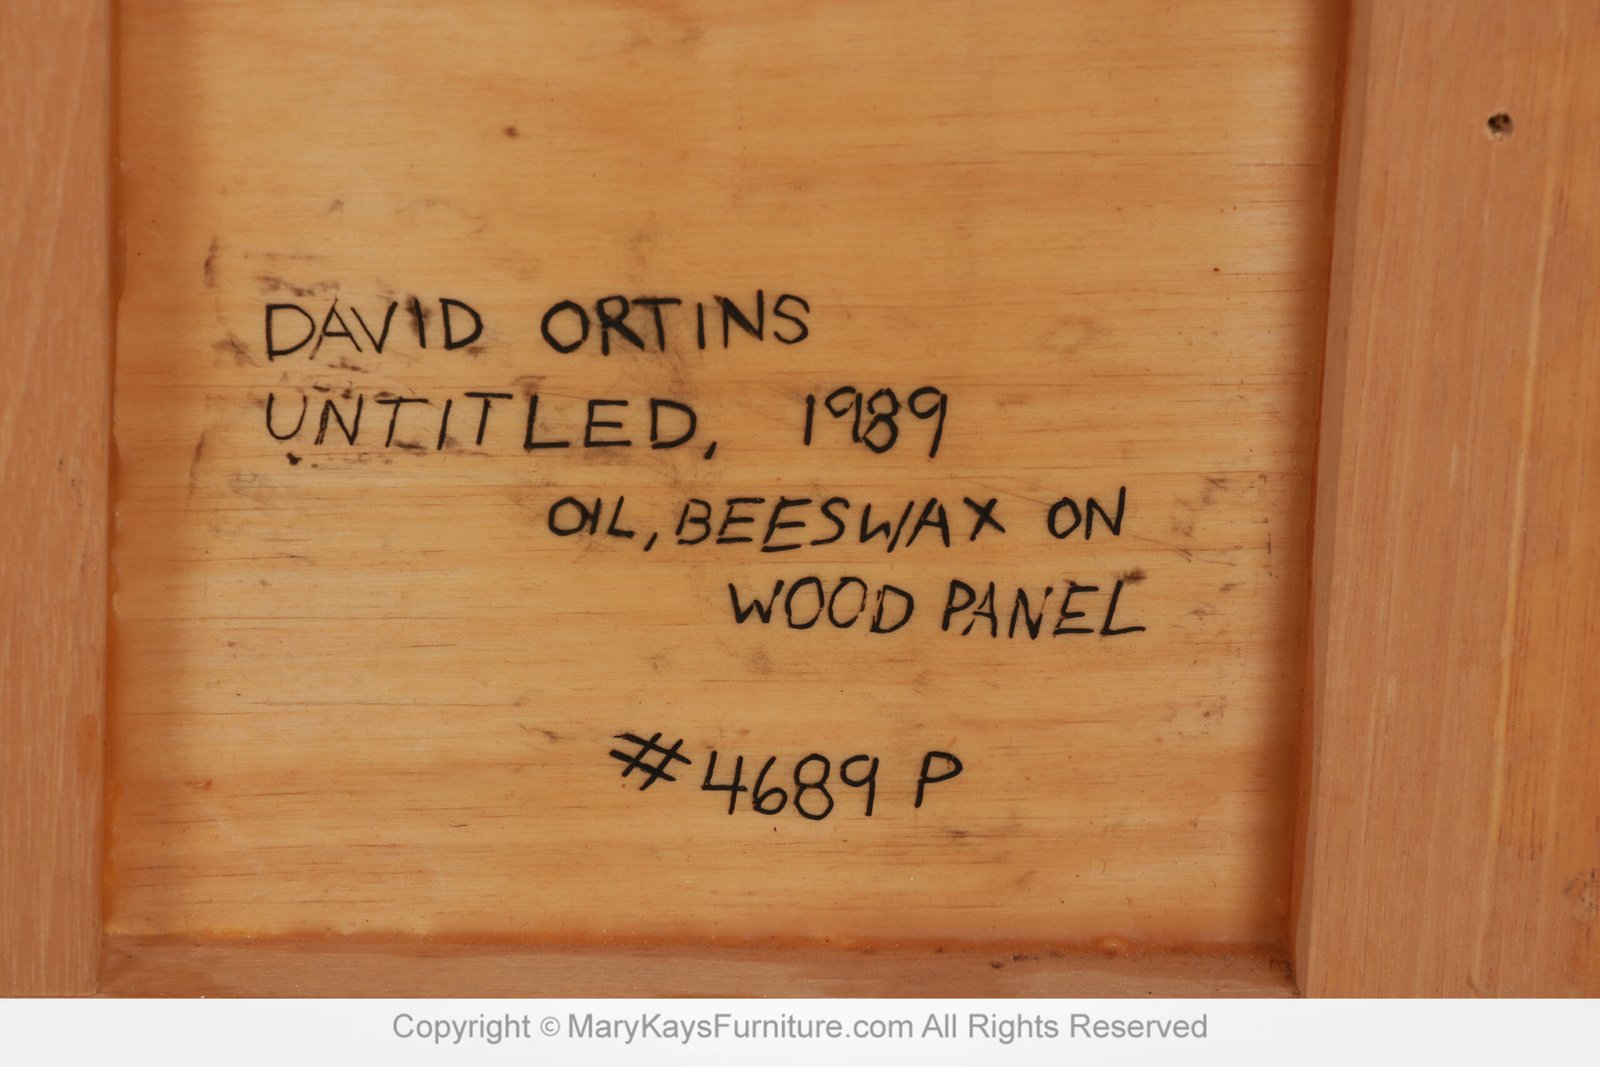 DAVID ORTINS
UNTITLED, 1989
OIL, BEESWAX ON
WOOD PANEL
#4689 P
Copyright © MaryKaysFurniture.com All Rights Reserved